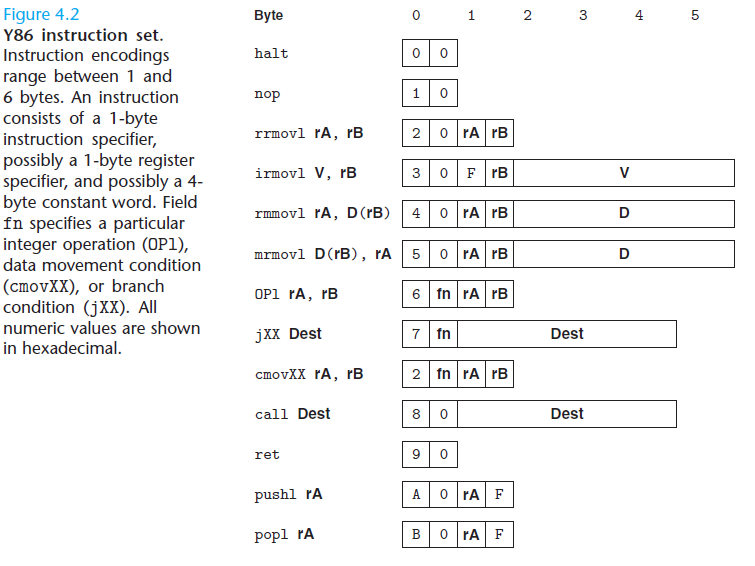 Figure 4.2
Y86 instruction set.
Instruction encodings
range between 1 and
6 bytes. An instruction
consists of a 1-byte
instruction specifier,
possibly a 1-byte register
specifier, and possibly a 4-
byte constant word. Field
fn specifies a particular
integer operation (OPl),
data movement condition
(cmovXX), or branch
condition (jXX). All
numeric values are shown
in hexadecimal.
Byte 0 1 2 3 4 5
halt 0 0
nop 1 0
rrmovl rA, rB 2 0 rA rB
irmovl V, rB 3 0 F rB V
rmmovl rA, D(rB) 4 0 rA rB D
mrmovl D(rB), rA 5 0 rA rB D
OPl rA, rB 6 fn rA rB
jXX Dest 7 fn Dest
cmovXX rA, rB 2 fn rA rB
call Dest 8 0 Dest
ret 9 0
pushl rA A 0 rA F
popl rA B 0 rA F